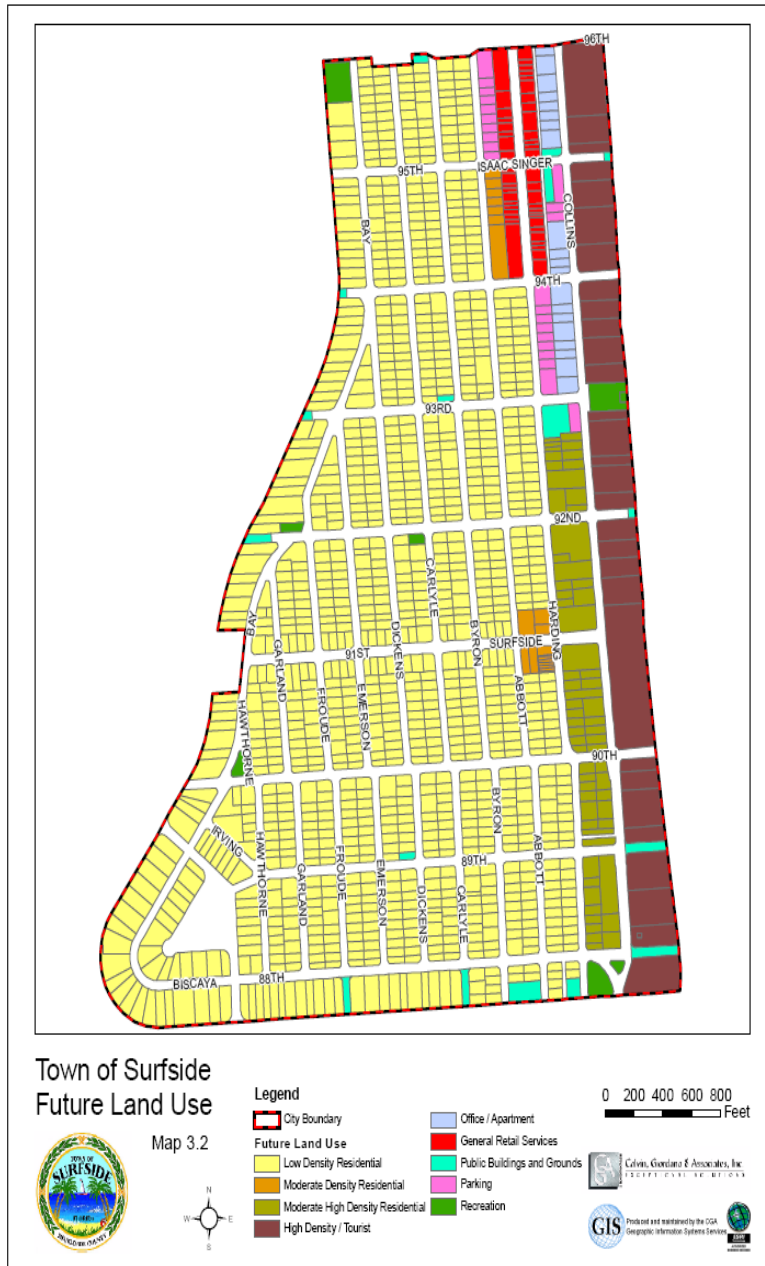 96TH
ISAAC SINGER
95TH
BAY
COLLINS
94TH
93RD
92ND
CARLYLE
HARDING
BAY
DICKENS
BYRON
SURFSIDE
GARLAND
91ST
FROUDE
EMERSON
ABBOTT
HAWTHORNE
90TH
BYRON
IRVING
HAWTHORNE
FROUDE
ABBOTT
89TH
GARLAND
EMERSON
DICKENS
CARLYLE
88TH
BISCAYA
Town of Surfside
Future Land Use
Map 3.2
TOWN OF
SURFSIDE
Legend
City Boundary
Future Land Use
Low Density Residential
Moderate Density Residential
Moderate High Density Residential
High Density / Tourist
Office / Apartment
General Retail Services
Public Buildings and Grounds
Parking
Recreation
0 200 400 600 800
Feet
N
W E
S
Calvin, Giordano & Associates, Inc.
EXCEPTIONAL SOLUTIONS
GIS
Produced and maintained by the CGA
Geographic Information Systems Services